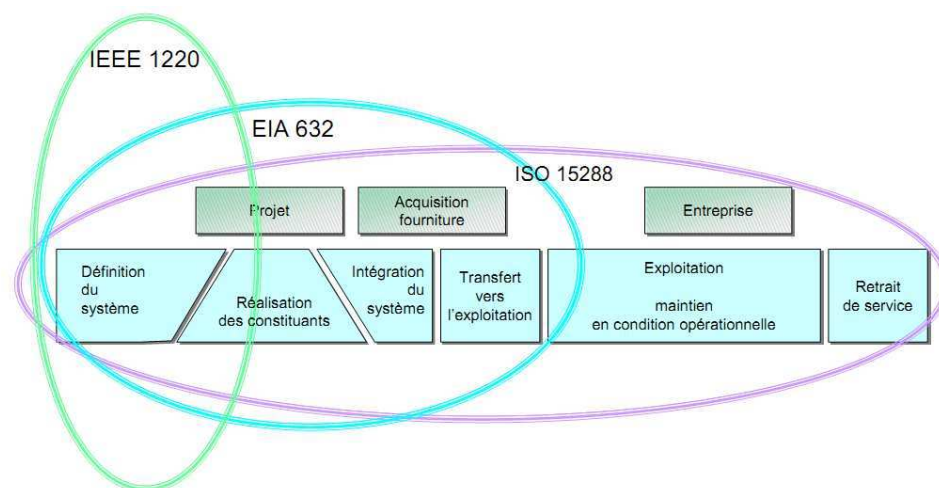 IEEE 1220
EIA 632
ISO 15288
Projet
Acquisition
fourniture
Entreprise
Définition
du
système
Réalisation
des constituants
Intégration
du
système
Transfert
vers
l'exploitation
Exploitation
maintien
en condition opérationnelle
Retrait
de service